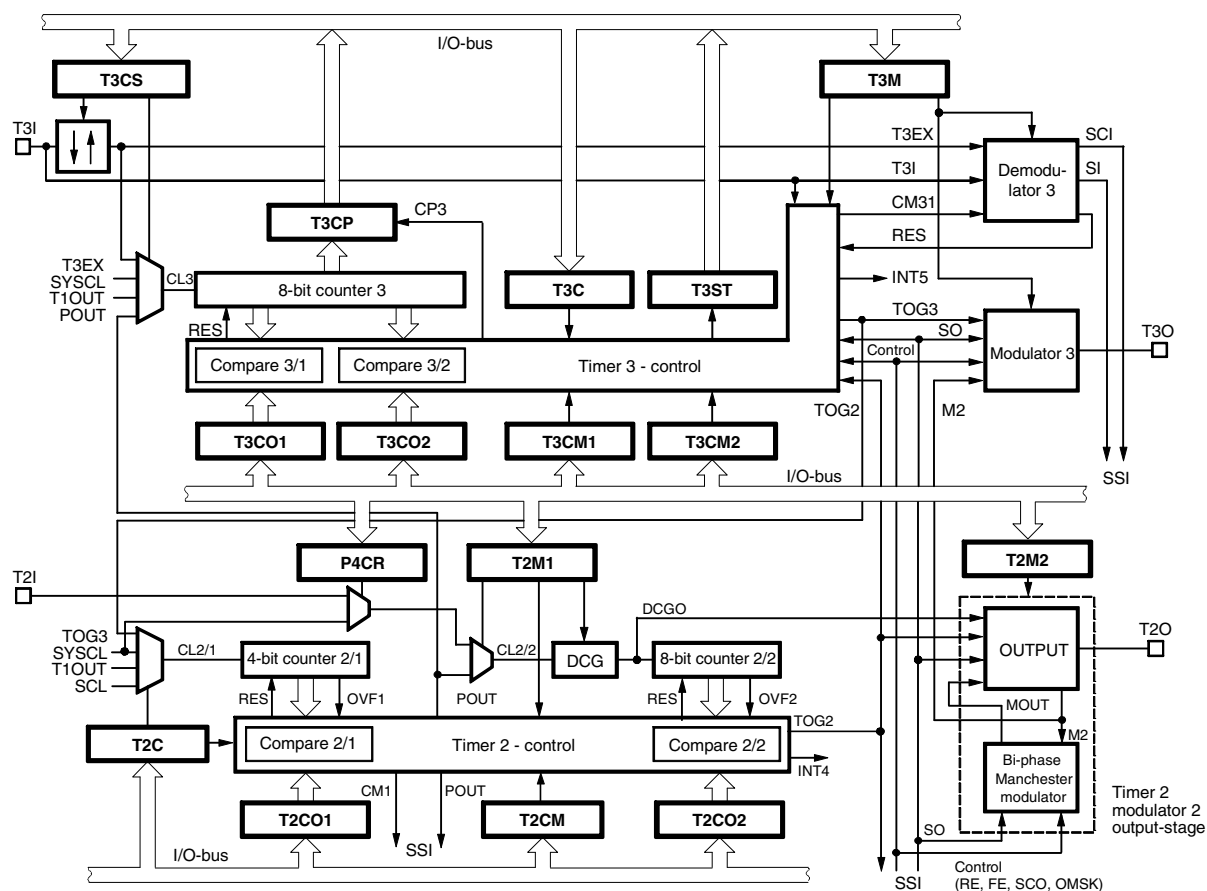 I/O-bus
T3CS
T3M
T3I
T3EX
SCI
T3I
SI
Demodu-
lator 3
CM31
T3CP
CP3
RES
T3EX
SYSCL
T1OUT
POUT
CL3
8-bit counter 3
T3C
T3ST
INT5
RES
TOG3
SO
T3O
Compare 3/1
Compare 3/2
Timer 3 - control
Control
Modulator 3
TOG2
M2
T3CO1
T3CO2
T3CM1
T3CM2
I/O-bus
SSI
P4CR
T2M1
T2M2
T2I
DCGO
TOG3
SYSCL
T1OUT
SCL
CL2/1
4-bit counter 2/1
CL2/2
DCG
8-bit counter 2/2
OUTPUT
T2O
RES
OVF1
POUT
RES
OVF2
MOUT
TOG2
M2
T2C
Compare 2/1
Timer 2 - control
Compare 2/2
INT4
Bi-phase
Manchester
modulator
CM1
POUT
Timer 2
modulator 2
output-stage
T2CO1
T2CM
T2CO2
SSI
SO
I/O-bus
SSI
Control
(RE, FE, SCO, OMSK)